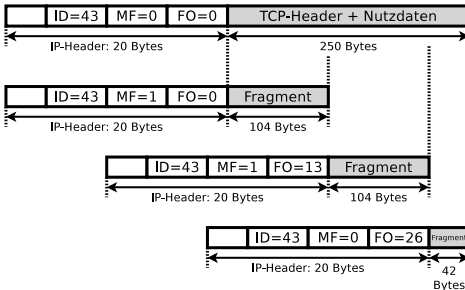 ID=43 MF=0 FO=0 TCP-Header + Nutzdaten
IP-Header: 20 Bytes 250 Bytes
ID=43 MF=1 FO=0 Fragment
IP-Header: 20 Bytes 104 Bytes
ID=43 MF=1 FO=13 Fragment
IP-Header: 20 Bytes 104 Bytes
ID=43 MF=0 FO=26 Fragment
IP-Header: 20 Bytes 42
Bytes